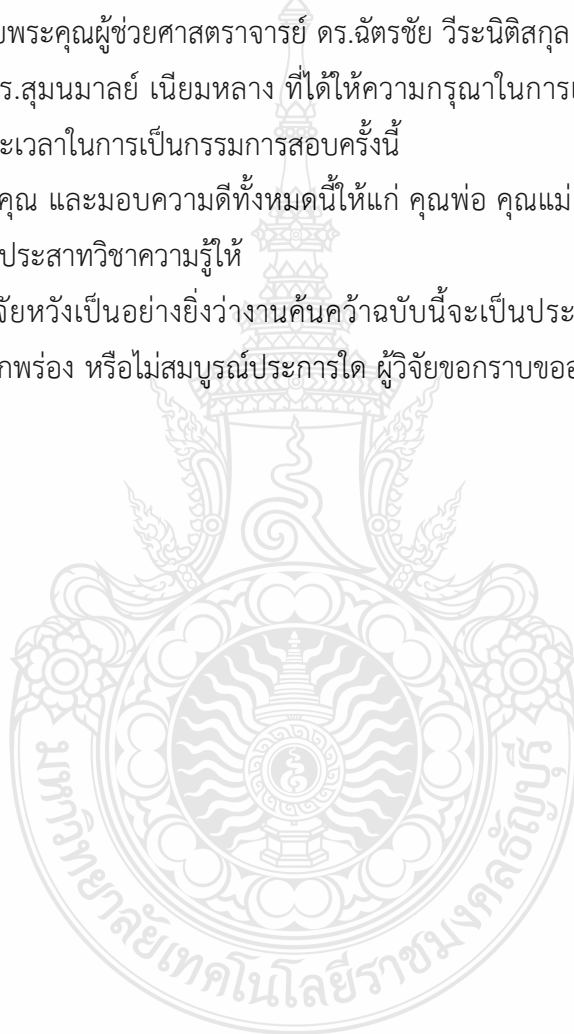 บพระคุณผู้ช่วยศาสตราจารย์ ดร.ฉัตรชัย วีระนิติสกุล
ร.สุมนมาลย์ เนียมหลาง ที่ได้ให้ความกรุณาในการแ
ะเวลาในการเป็นกรรมการสอบครั้งนี้
คุณ และมอบความดีทั้งหมดนี้ให้แก่ คุณพ่อ คุณแม่
ประสาทวิชาความรู้ให้
จัยหวังเป็นอย่างยิ่งว่างานค้นคว้าฉบับนี้จะเป็นประ
กพร่อง หรือไม่สมบูรณ์ประการใด ผู้วิจัยขอกราบขออ
มหาวิทยาลัยเทคโนโลยีราชมงคลธัญบุรี